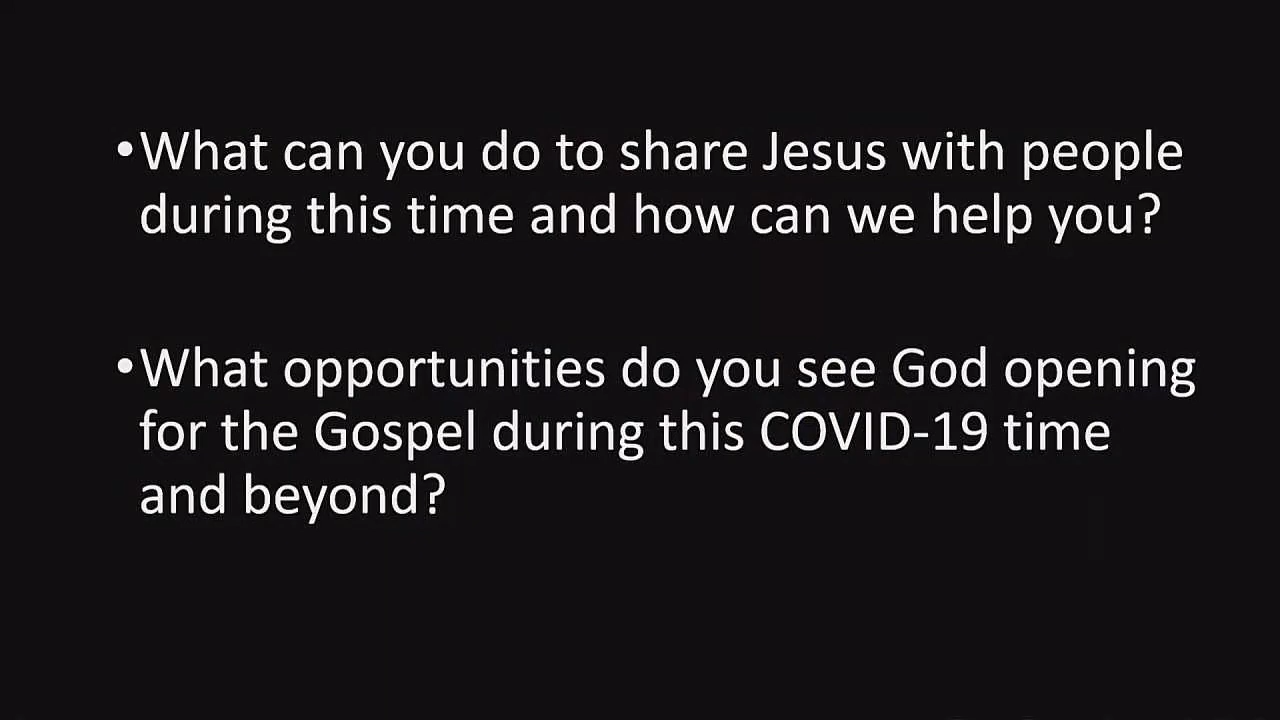 •What can you do to share Jesus with people
during this time and how can we help you?
•What opportunities do you see God opening
for the Gospel during this COVID-19 time
and beyond?